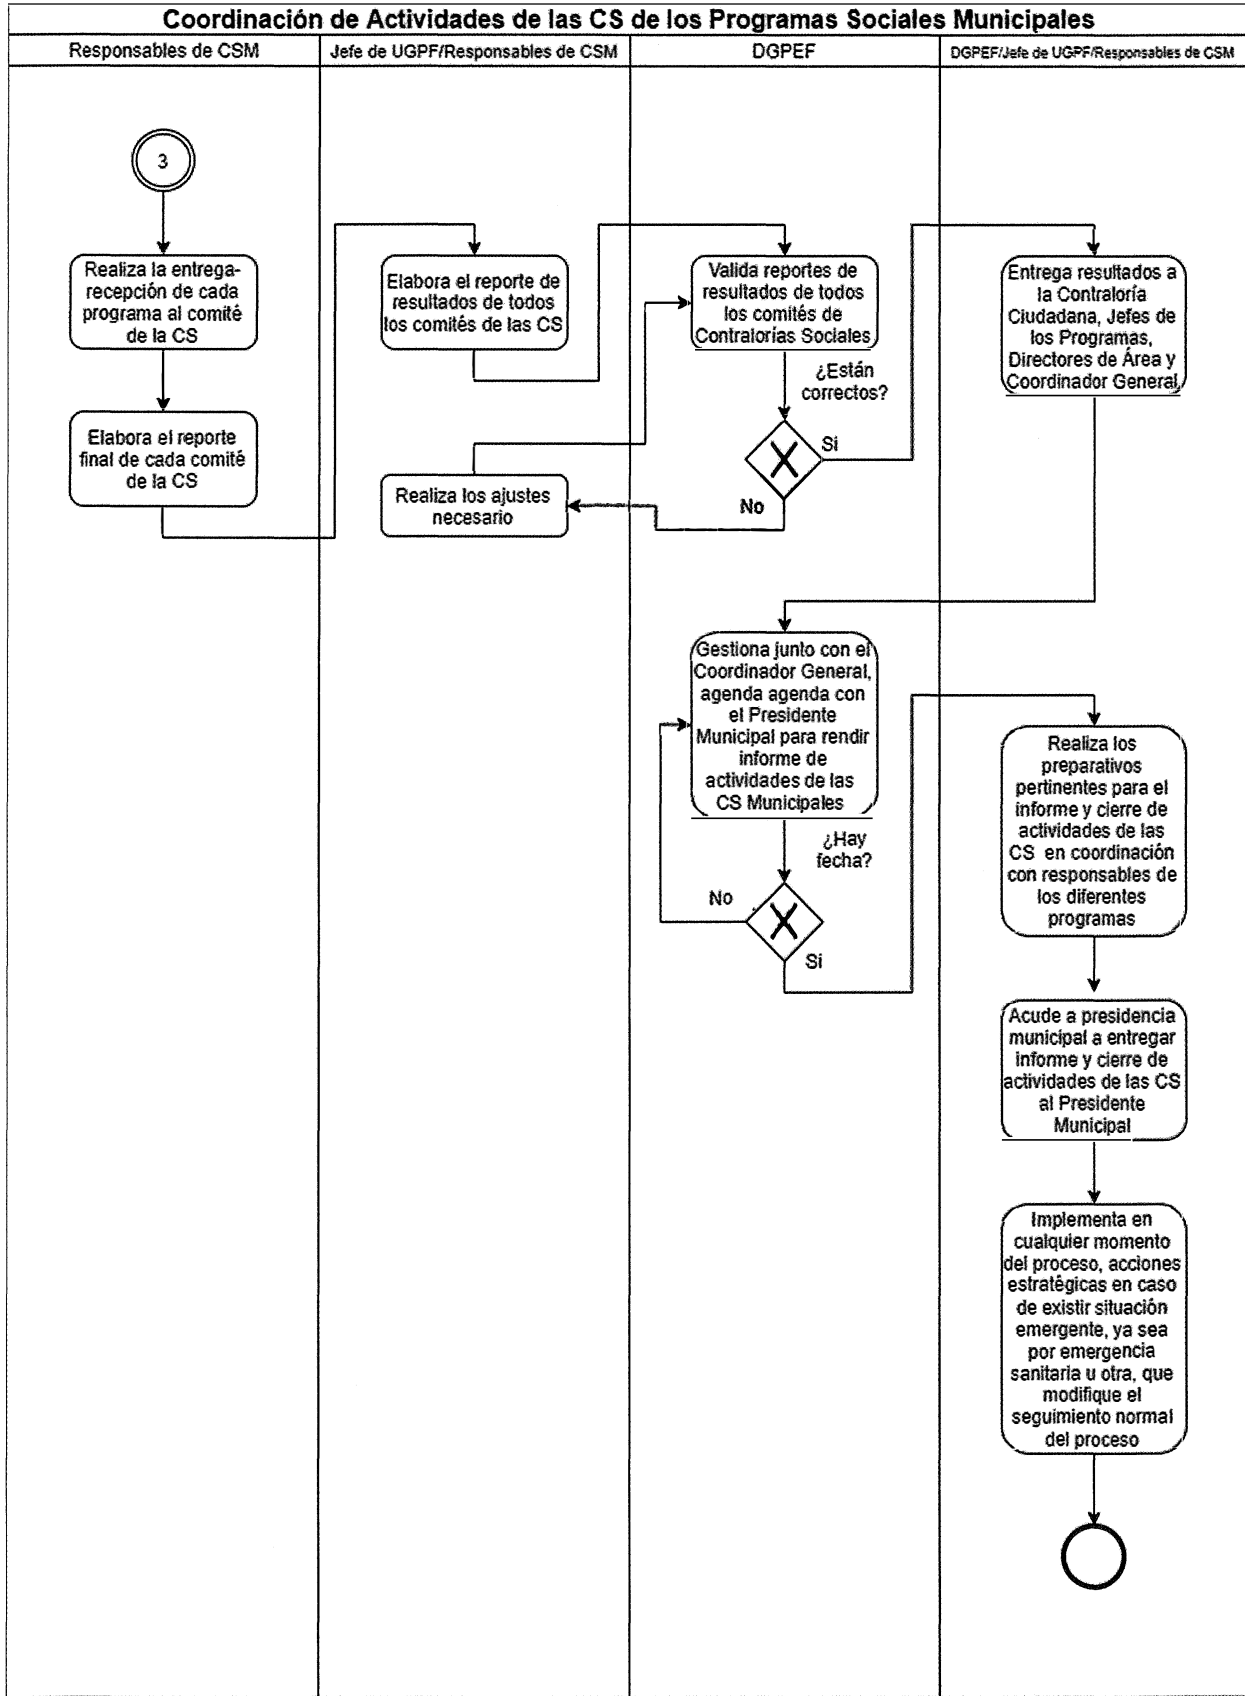 Coordinación de Actividades de las CS de los Programas Sociales Municipales
Responsables de CSM
Jefe de UGPF/Responsables de CSM
DGPEF
DGPEF/Jefe de UGPF/Responsables de CSM
3
Realiza la entrega-
recepción de cada
programa al comité
de la CS
Elabora el reporte
final de cada comité
de la CS
Elabora el reporte de
resultados de todos
los comités de las CS
Realiza los ajustes
necesario
Valida reportes de
resultados de todos
los comités de
Contralorías Sociales
¿Están
correctos?
Si
No
Entrega resultados a
la Contraloría
Ciudadana, Jefes de
los Programas,
Directores de Área y
Coordinador General
Gestiona junto con el
Coordinador General,
agenda agenda con
el Presidente
Municipal para rendir
informe de
actividades de las
CS Municipales
¿Hay
fecha?
No
Si
Realiza los
preparativos
pertinentes para el
informe y cierre de
actividades de las
CS en coordinación
con responsables de
los diferentes
programas
Acude a presidencia
municipal a entregar
informe y cierre de
actividades de las CS
al Presidente
Municipal
Implementa en
cualquier momento
del proceso, acciones
estratégicas en caso
de existir situación
emergente, ya sea
por emergencia
sanitaria u otra, que
modifique el
seguimiento normal
del proceso